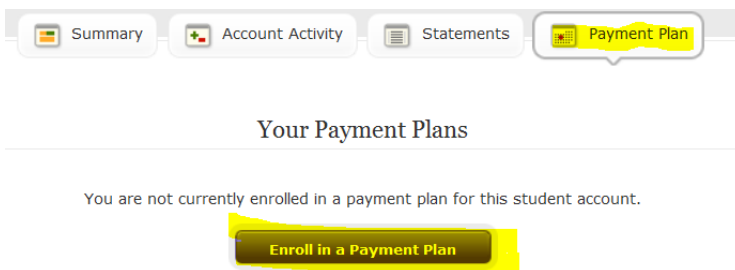 Summary Account Activity Statements Payment Plan
Your Payment Plans
You are not currently enrolled in a payment plan for this student account.
Enroll in a Payment Plan